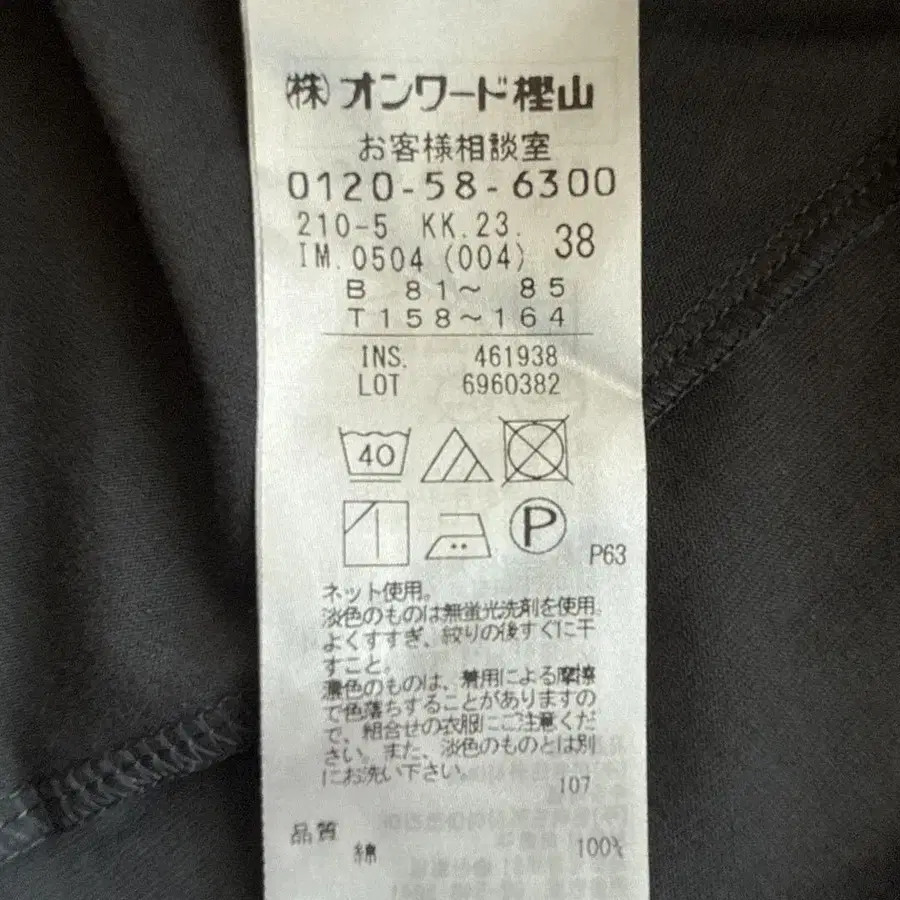 ㈱オンワード樫山
お客様相談室
0120-58-6300
210-5 KK.23.
IM.0504 (004) 38
B 81～ 85
T158～164
INS. 461938
LOT 6960382
40
P
P63
ネット使用。
淡色のものは無蛍光洗剤を使用。
よくすすぎ、絞りの後すぐに干
すこと。
濃色のものは、着用による摩擦
で色落ちすることがありますの
で、組合せの衣服にご注意くだ
さい。また、淡色のものとは別
にお洗い下さい。
107
品質
綿 100%